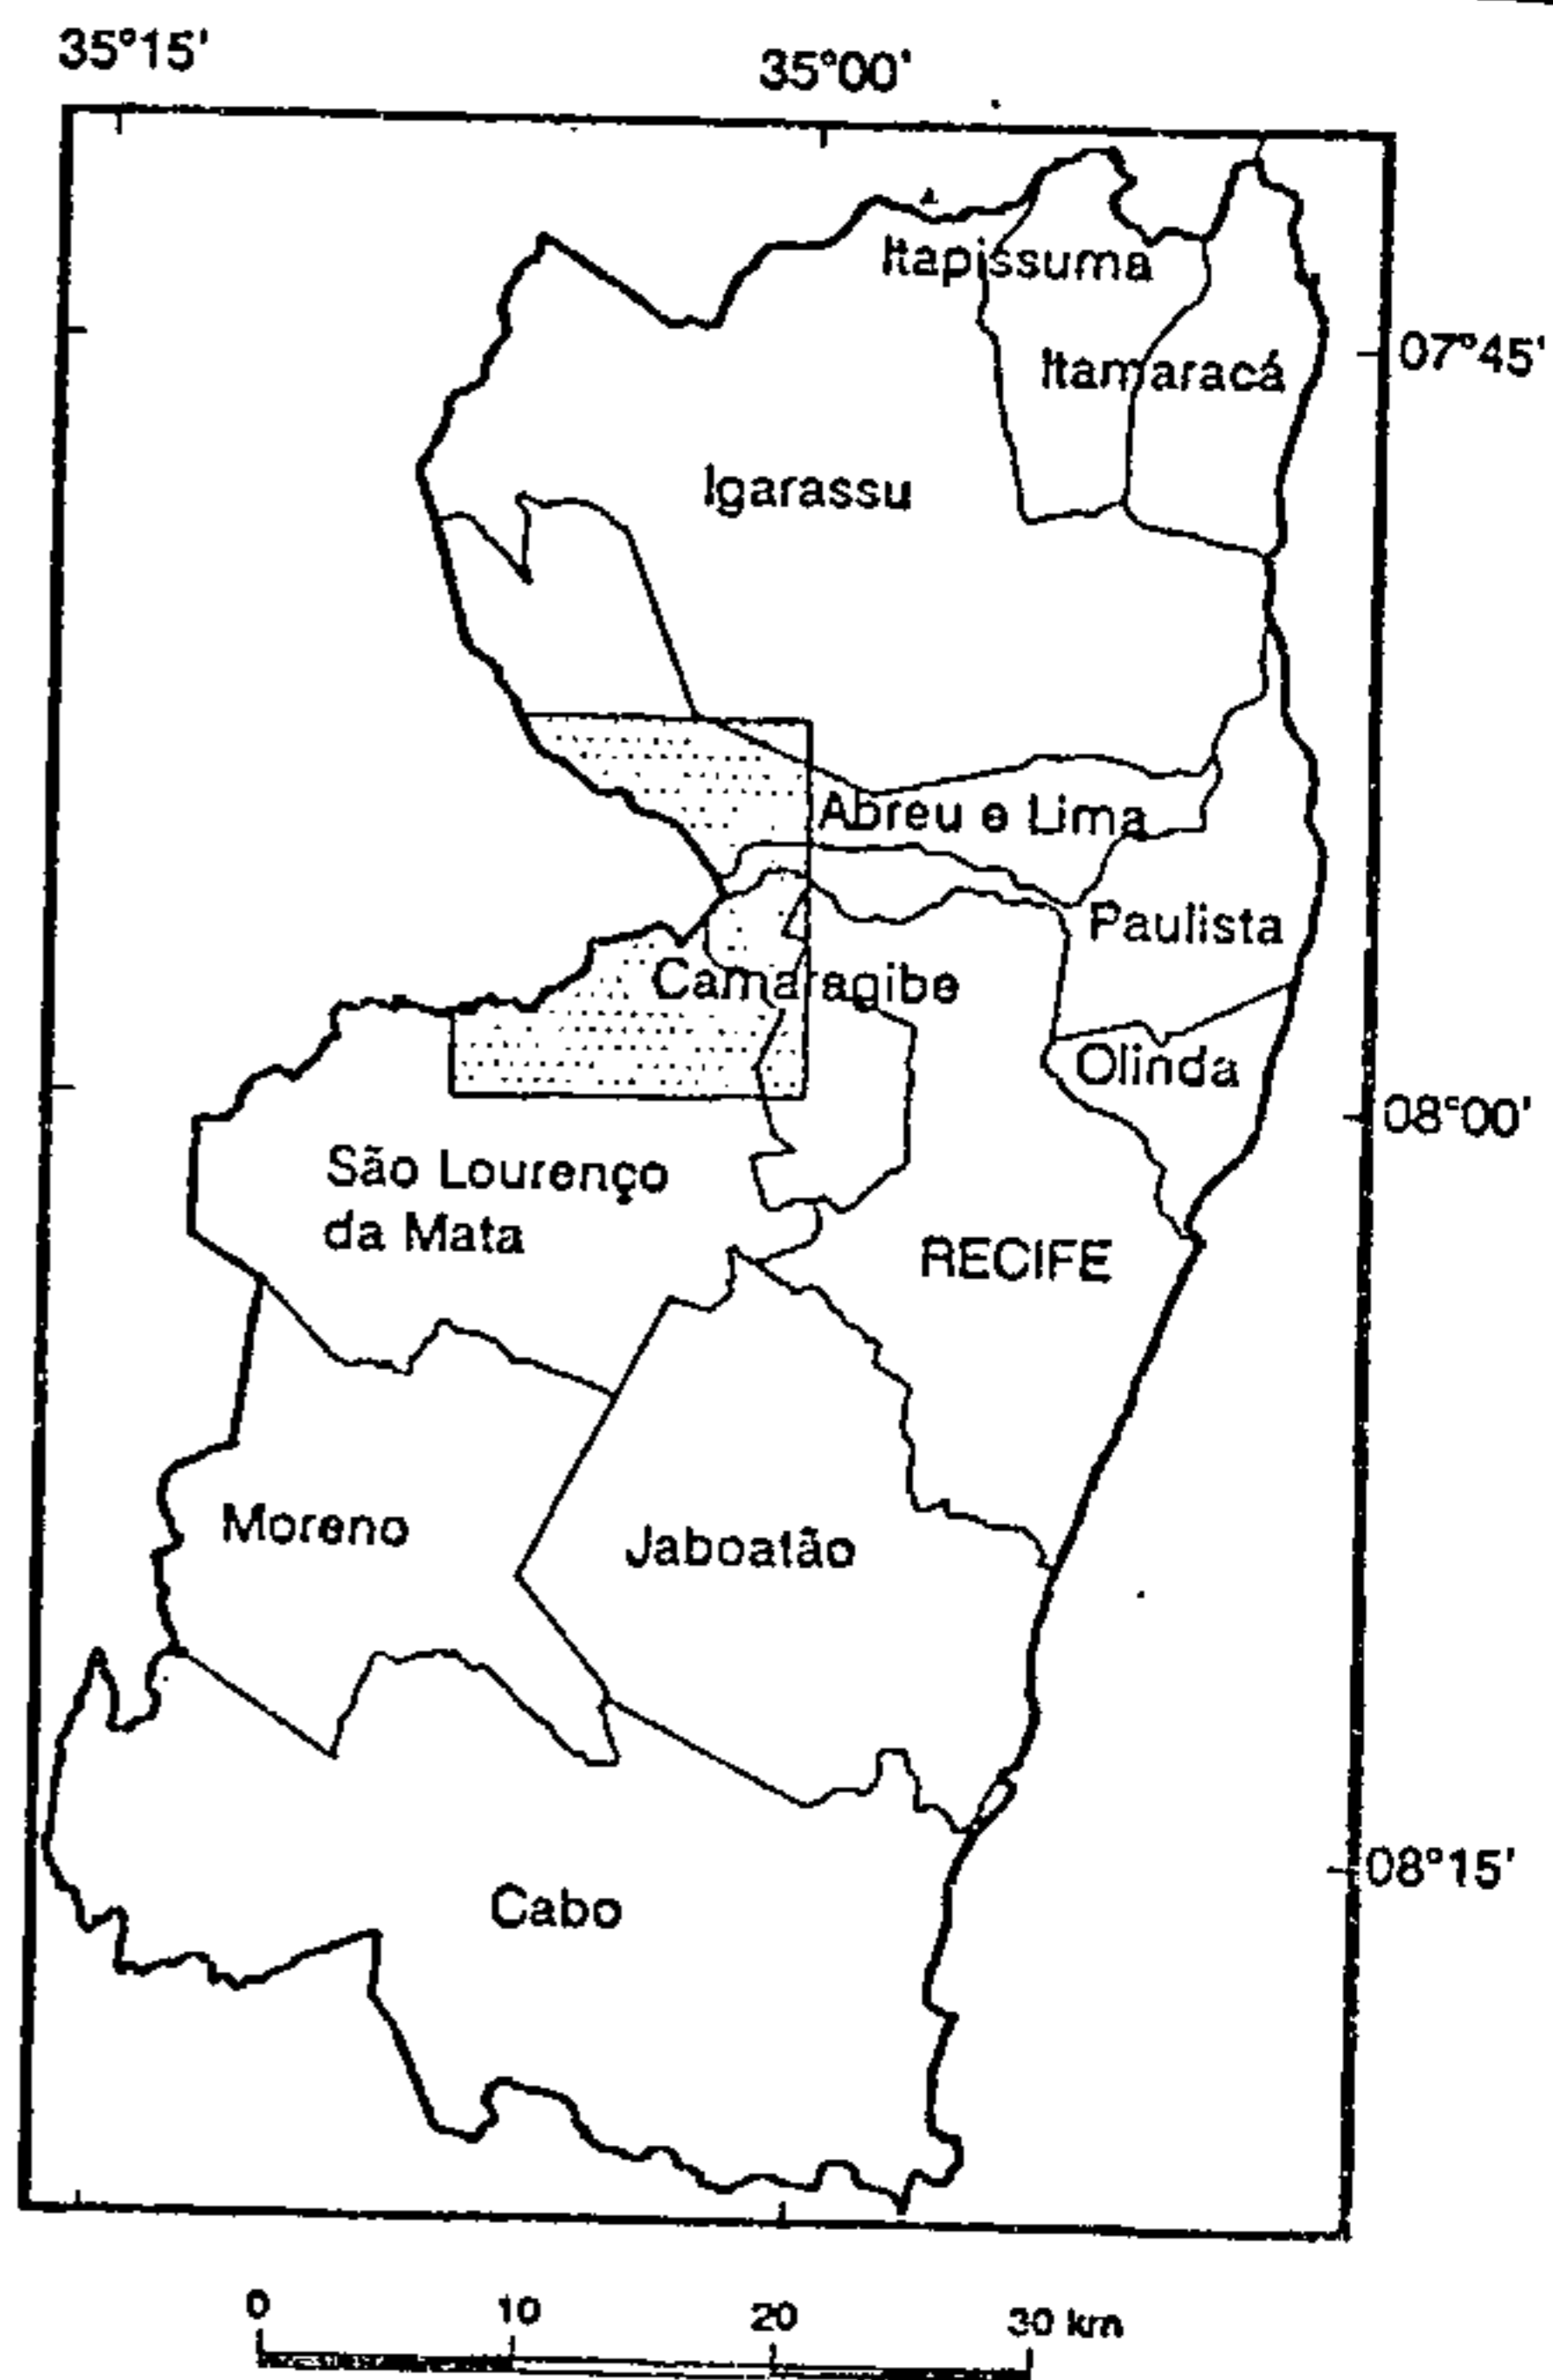 35°15'
35°00'
Itapissuma
07°45'
Itamaracá
Igarassu
Abreu e Lima
Paulista
Camaragibe
Olinda
08°00'
São Lourenço
da Mata
RECIFE
Moreno
Jaboatão
08°15'
Cabo
0 10 20 30 km